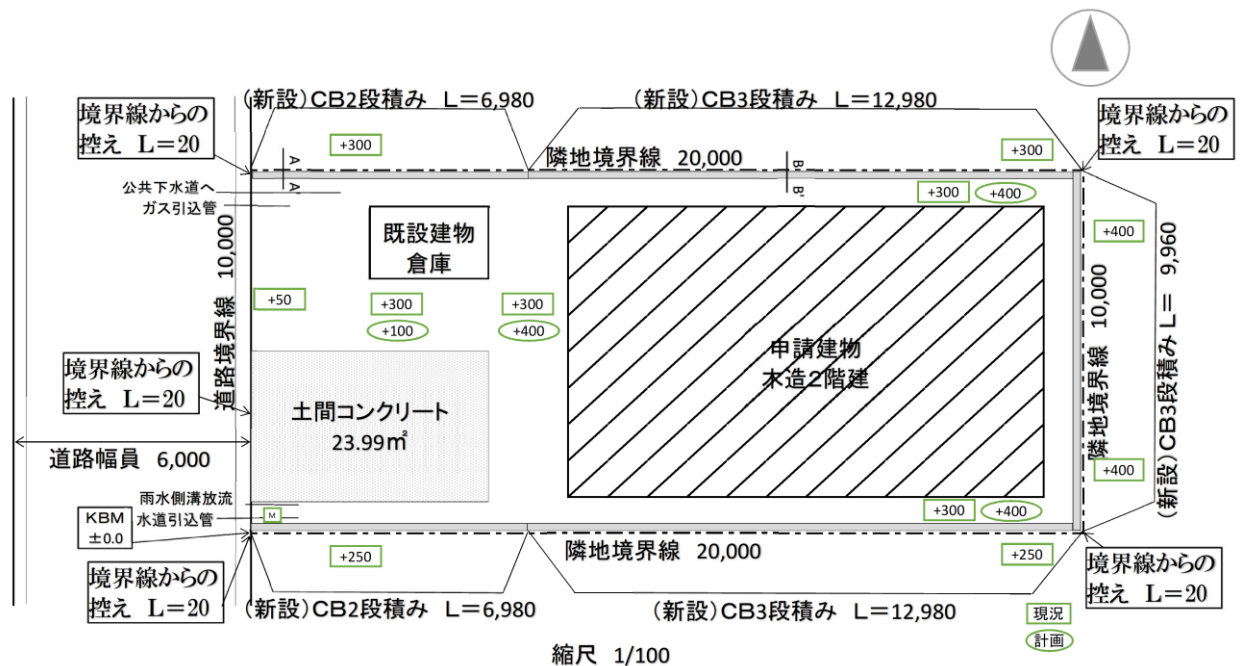 (新設)CB2段積み L=6,980
(新設)CB3段積み L=12,980
境界線からの
控え L=20
境界線からの
控え L=20
+300
+300
隣地境界線 20,000
A
A'
B
B'
公共下水道へ
ガス引込管
+300
+400
既設建物
倉庫
+400
道路境界線 10,000
+50
+300
+300
+100
+400
隣地境界線 10,000
(新設)CB3段積み L= 9,960
申請建物
木造2階建
境界線からの
控え L=20
土間コンクリート
23.99㎡
道路幅員 6,000
+400
雨水側溝放流
水道引込管
M
KBM
±0.0
+300
+400
+250
隣地境界線 20,000
+250
境界線からの
控え L=20
境界線からの
控え L=20
(新設)CB2段積み L=6,980
(新設)CB3段積み L=12,980
現況
計画
縮尺 1/100